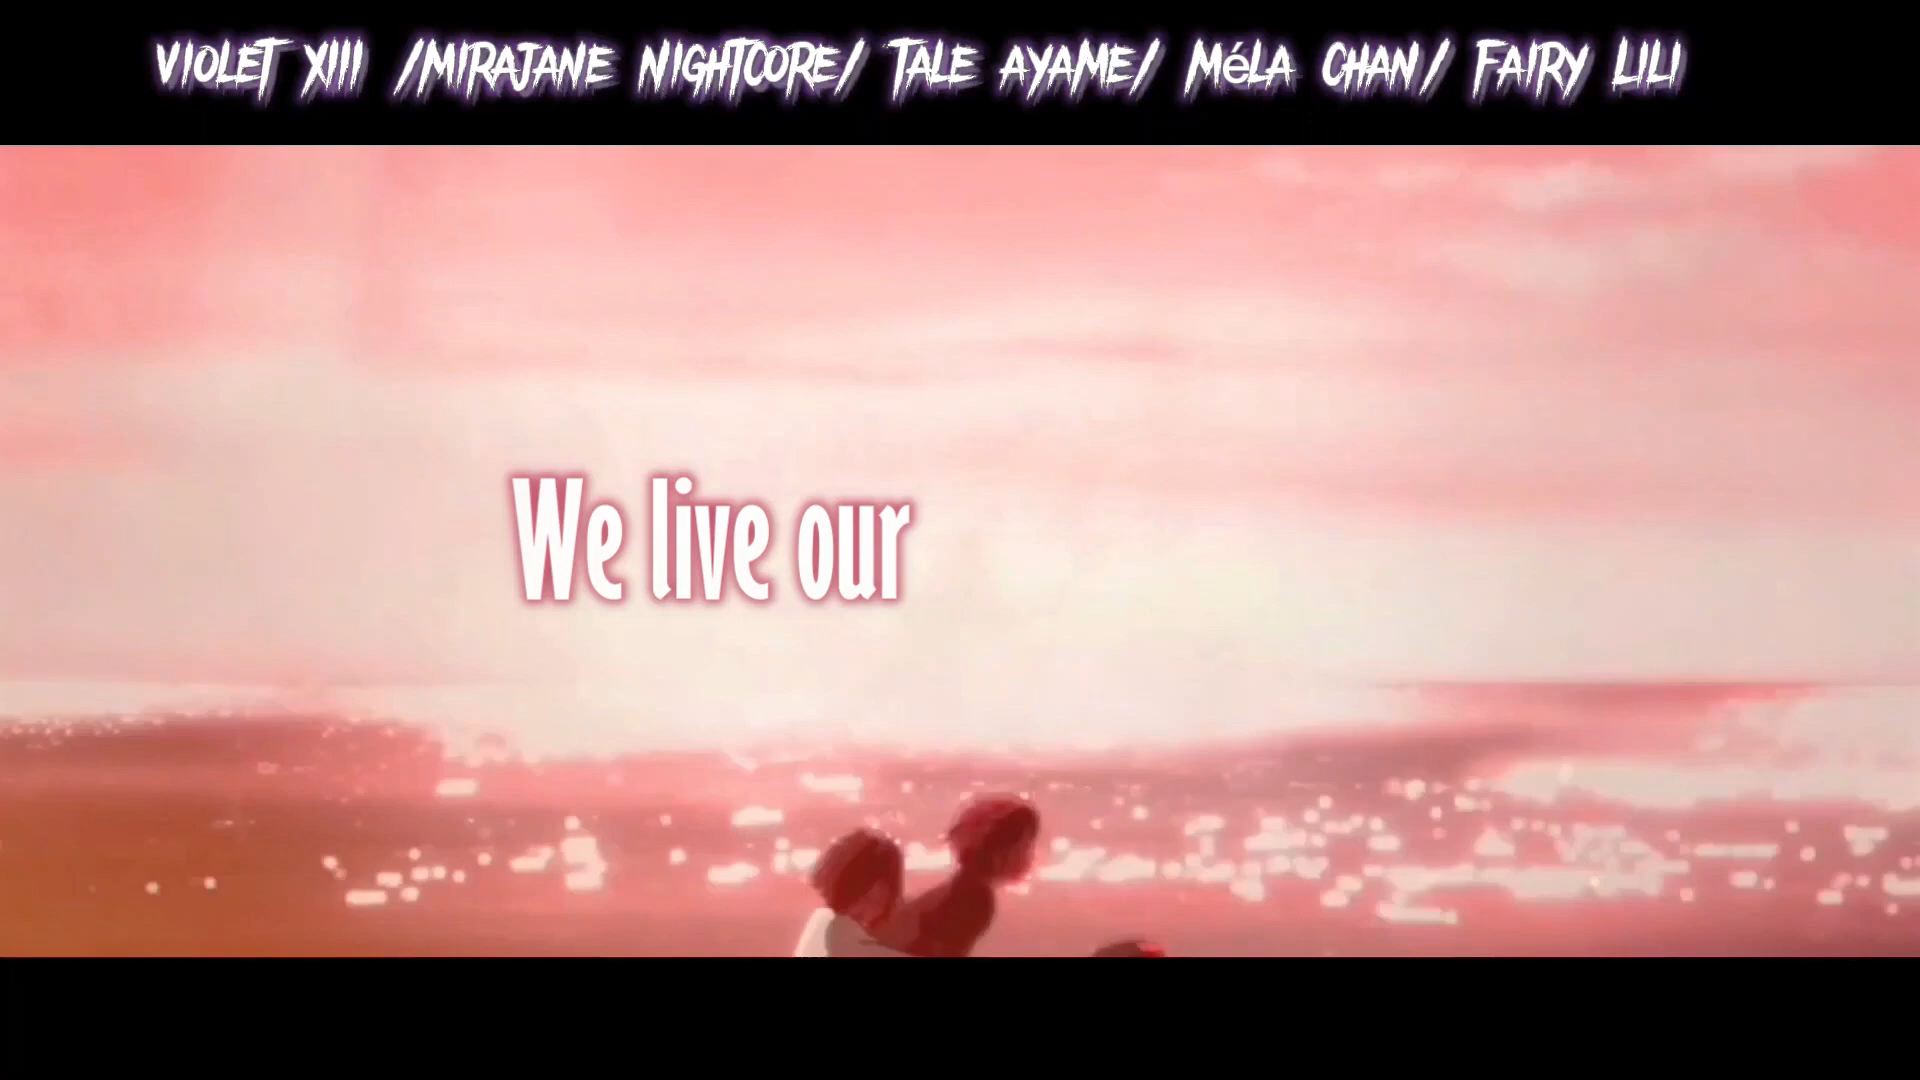 VIOLET XIII /MIRAJANE NIGHTCORE/ TALE AYAME/ MéLA CHAN/ FAIRY LILI
We live our